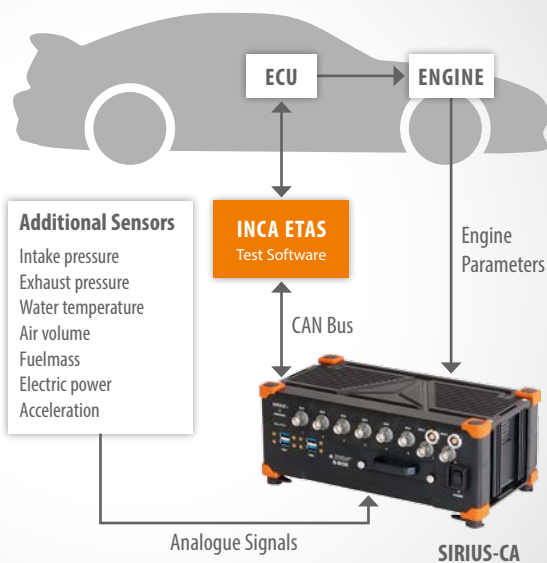 ECU
ENGINE
Additional Sensors
Intake pressure
Exhaust pressure
Water temperature
Air volume
Fuelmass
Electric power
Acceleration
INCA ETAS
Test Software
Engine
Parameters
CAN Bus
SIRIUS
Analogue Signals
SIRIUS-CA